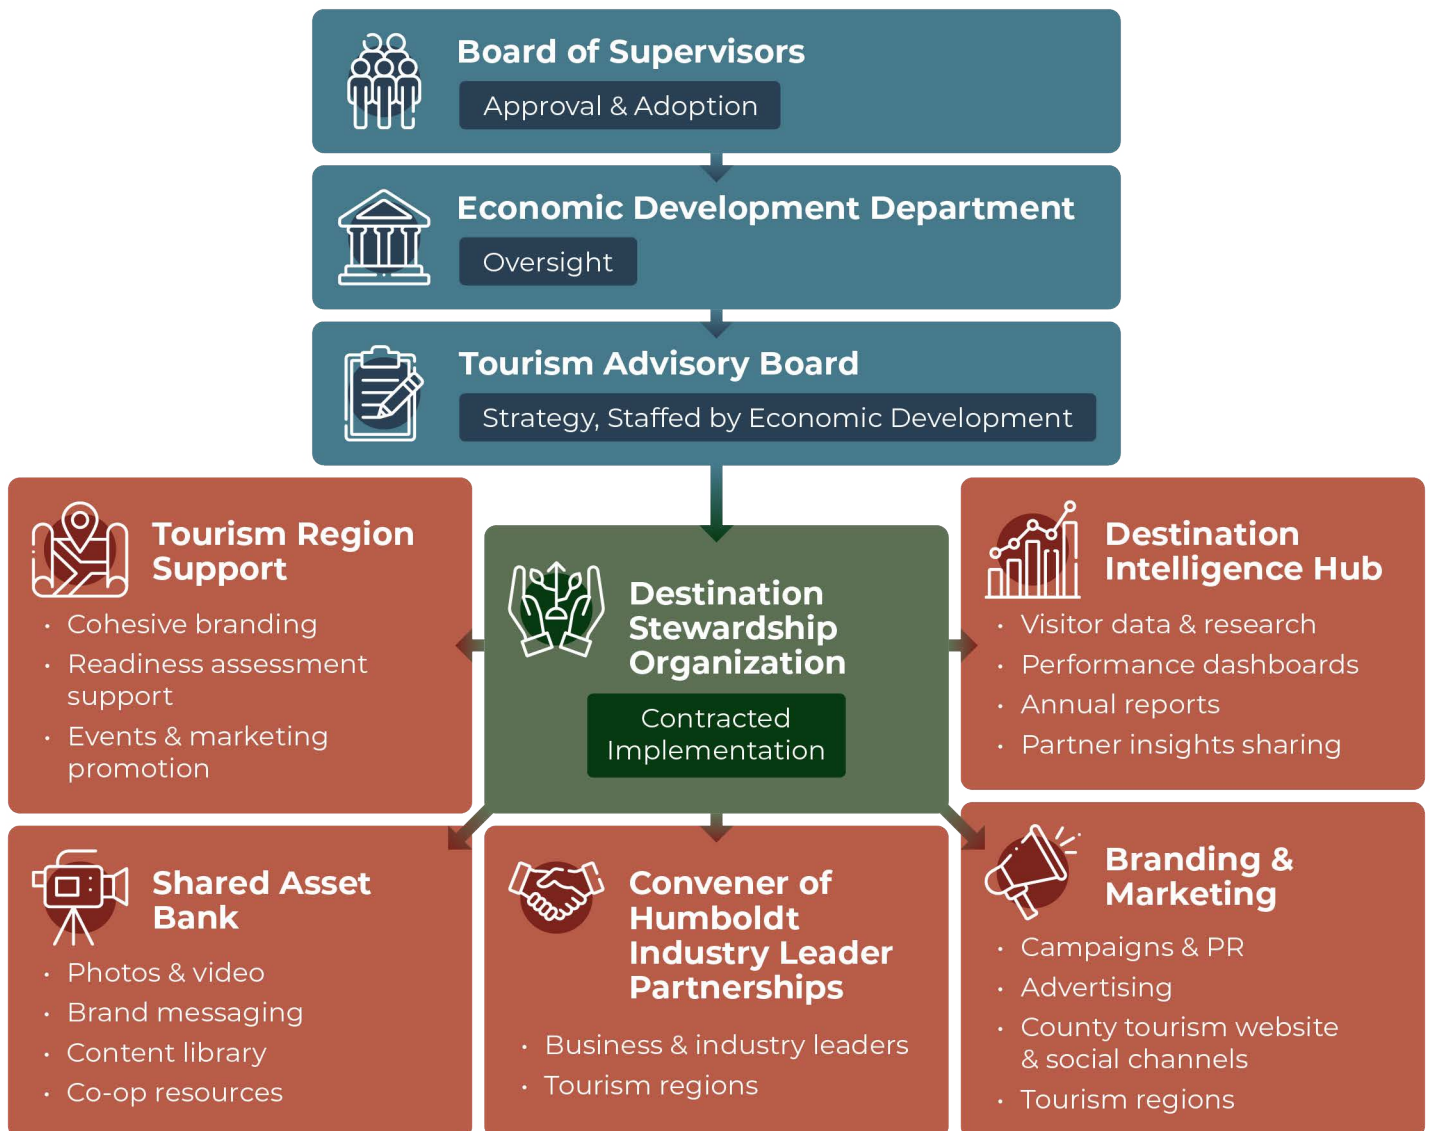 Board of Supervisors
Approval & Adoption
Economic Development Department
Oversight
Tourism Advisory Board
Strategy, Staffed by Economic Development
Tourism Region
Support
• Cohesive branding
• Readiness assessment
support
• Events & marketing
promotion
Destination
Stewardship
Organization
Contracted
Implementation
Destination
Intelligence Hub
• Visitor data & research
• Performance dashboards
• Annual reports
• Partner insights sharing
Shared Asset
Bank
• Photos & video
• Brand messaging
• Content library
• Co-op resources
Convener of
Humboldt
Industry Leader
Partnerships
• Business & industry leaders
• Tourism regions
Branding &
Marketing
• Campaigns & PR
• Advertising
• County tourism website
& social channels
• Tourism regions